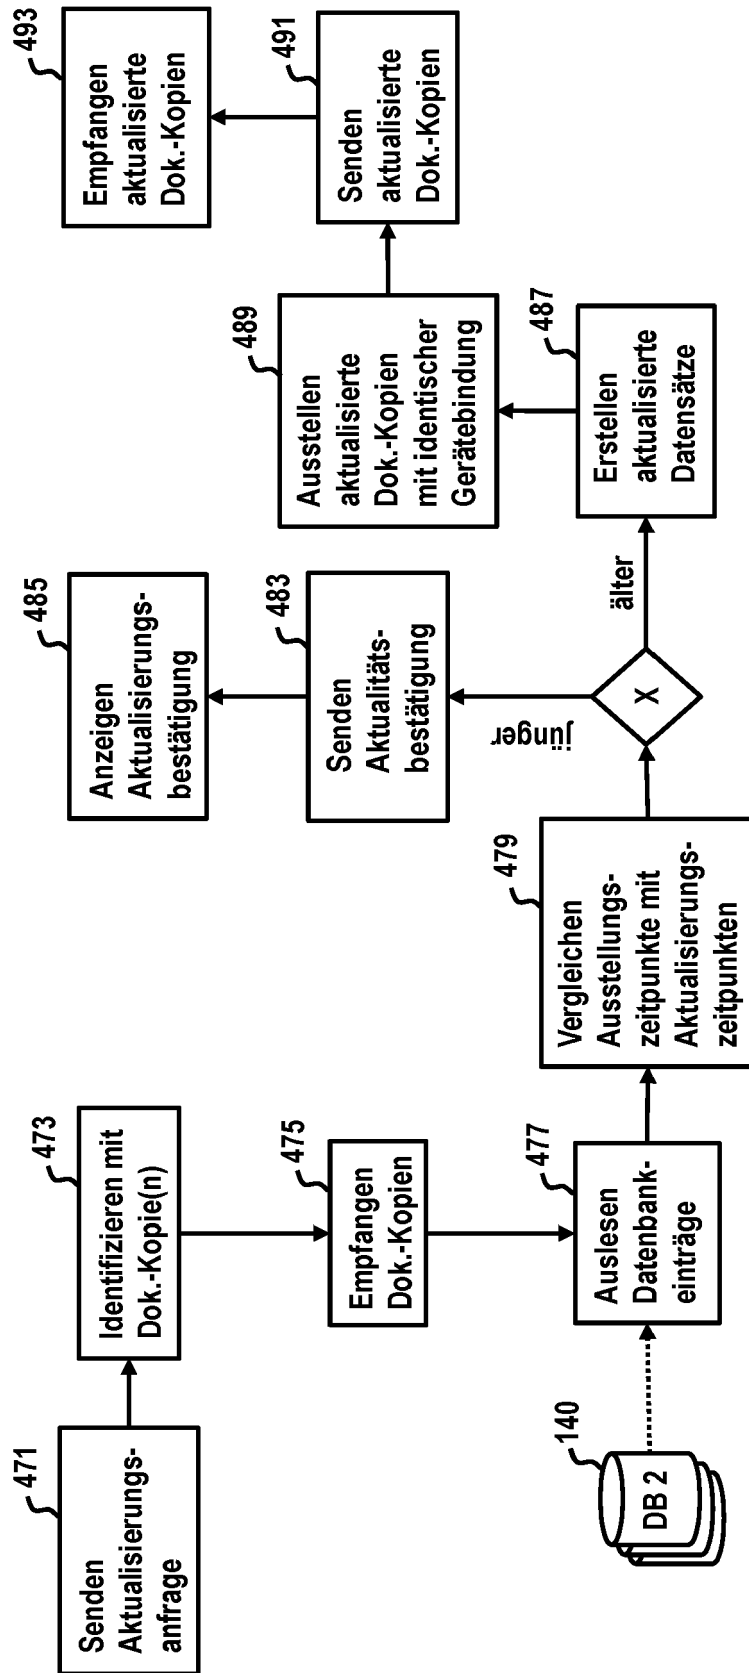 471
Senden
Aktualisierungs-
anfrage
473
Identifizieren mit
Dok.-Kopie(n)
475
Empfangen
Dok.-Kopien
140
DB 2
477
Auslesen
Datenbank-
einträge
479
Vergleichen
Ausstellungs-
zeitpunkte mit
Aktualisierungs-
zeitpunkten
X
jünger
älter
483
Senden
Aktualitäts-
bestätigung
485
Anzeigen
Aktualisierungs-
bestätigung
487
Erstellen
aktualisierte
Datensätze
489
Ausstellen
aktualisierte
Dok.-Kopien
mit identischer
Gerätebindung
491
Senden
aktualisierte
Dok.-Kopien
493
Empfangen
aktualisierte
Dok.-Kopien